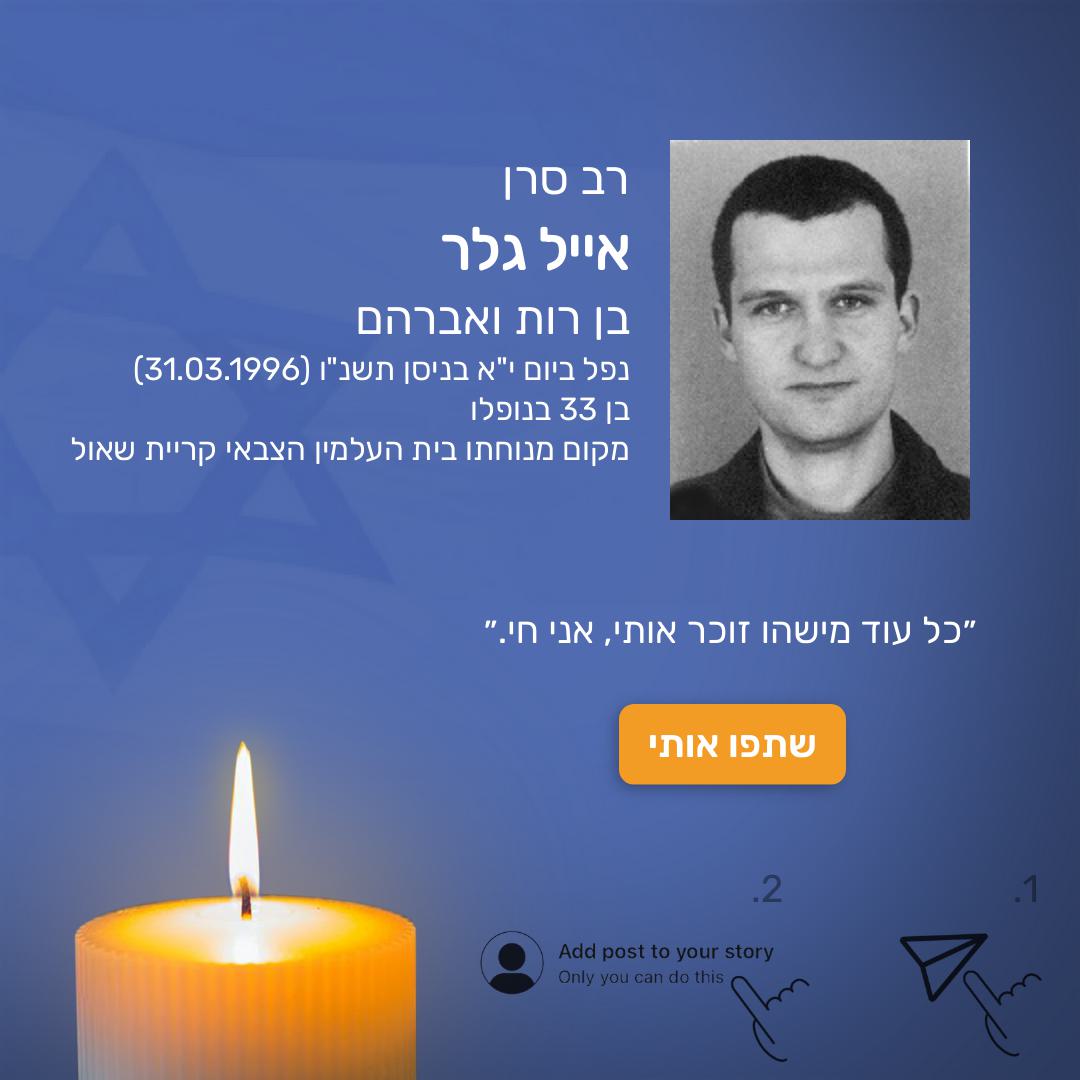 רב סרן
אייל גלר
בן רות ואברהם
נפל ביום י"א בניסן תשנ"ו (31.03.1996)
בן 33 בנופלו
מקום מנוחתו בית העלמין הצבאי קריית שאול
״כל עוד מישהו זוכר אותי, אני חי.״
שתפו אותי
.1
.2
Add post to your story
Only you can do this